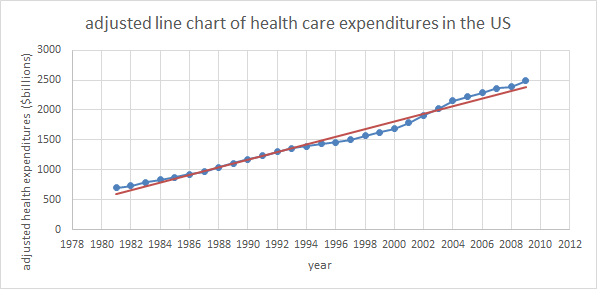 adjusted line chart of health care expenditures in the US
adjusted health expenditures ($billions)
3000
2500
2000
1500
1000
500
0
1978 1980 1982 1984 1986 1988 1990 1992 1994 1996 1998 2000 2002 2004 2006 2008 2010 2012
year